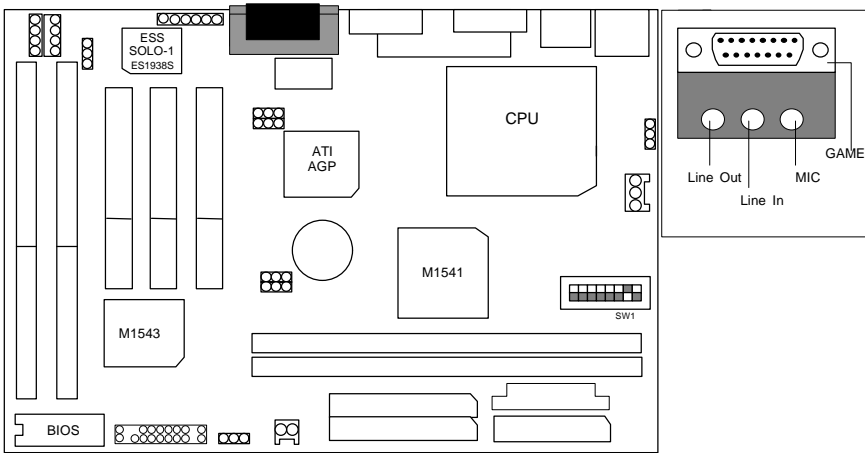 ESS
SOLO-1
ES1938S
CPU
ATI
AGP
GAME
Line Out
MIC
Line In
M1541
SW1
M1543
BIOS